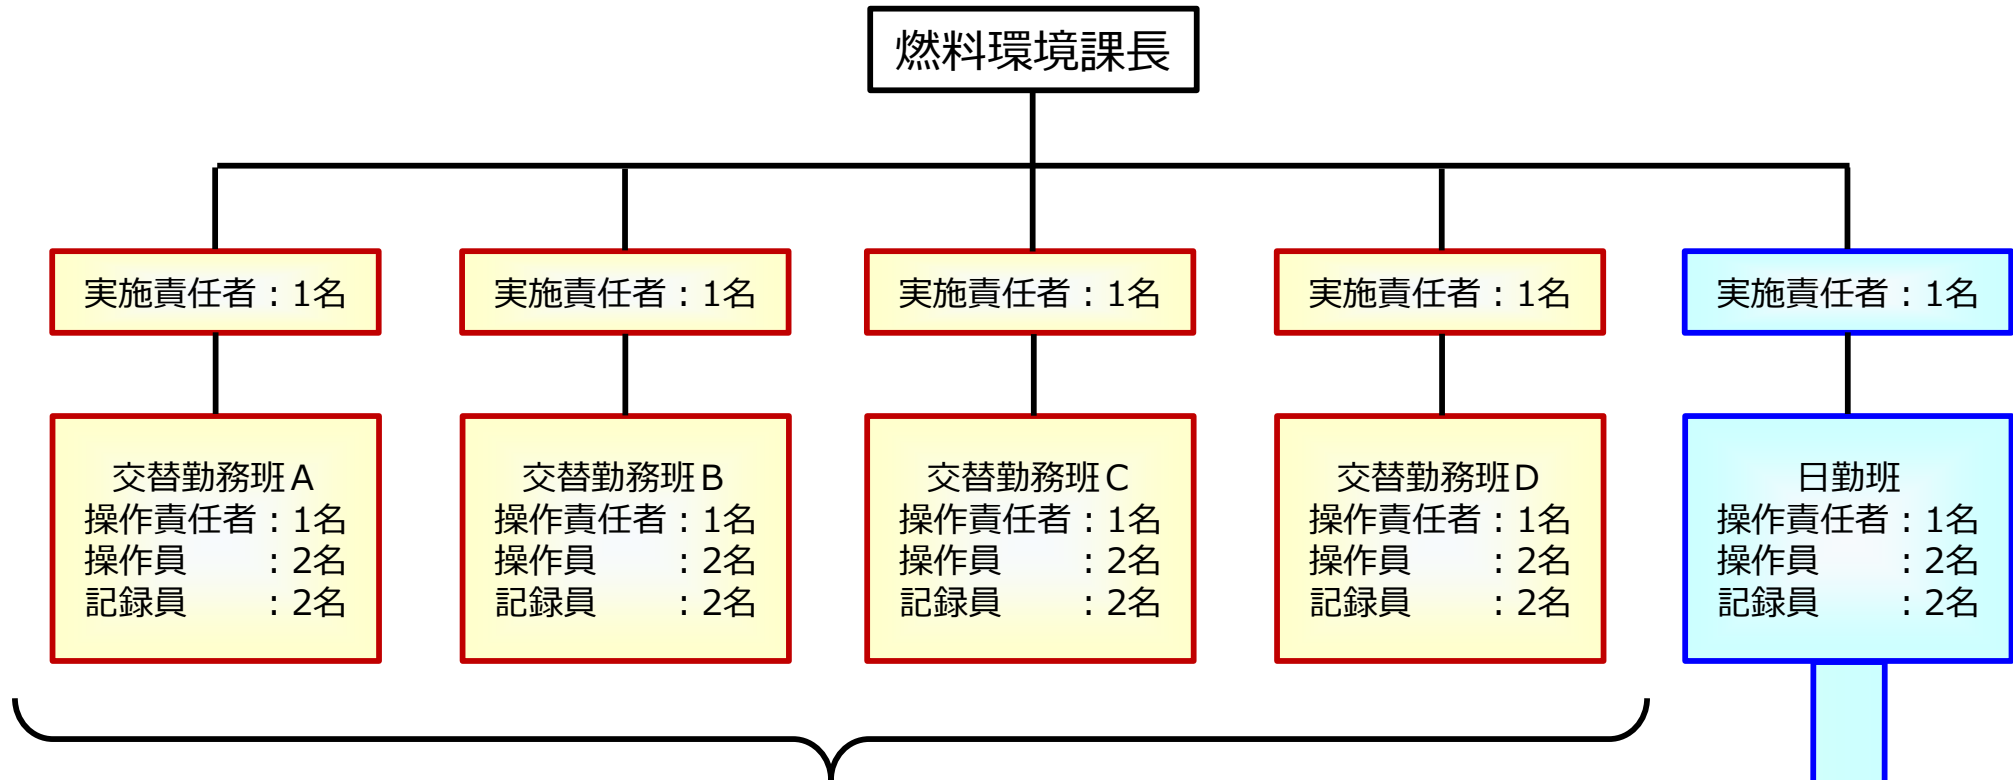 燃料環境課長
実施責任者：1名
実施責任者：1名
実施責任者：1名
実施責任者：1名
実施責任者：1名
交替勤務班A
操作責任者：1名
操作員　　：2名
記録員　　：2名
交替勤務班B
操作責任者：1名
操作員　　：2名
記録員　　：2名
交替勤務班C
操作責任者：1名
操作員　　：2名
記録員　　：2名
交替勤務班D
操作責任者：1名
操作員　　：2名
記録員　　：2名
日勤班
操作責任者：1名
操作員　　：2名
記録員　　：2名